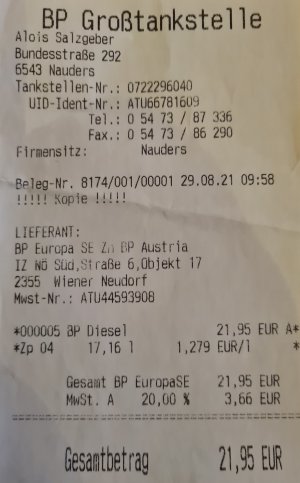 BP Großtankstelle
Alois Salzgeber
Bundesstraße 292
6543 Nauders
Tankstellen-Nr.: 0722296040
UID-Ident-Nr.: ATU66781609
Tel.: 0 54 73 / 87 336
Fax.: 0 54 73 / 86 290
Firmensitz: Nauders
Beleg-Nr. 8174/001/00001 29.08.21 09:58
!!!!! Kopie !!!!!
LIEFERANT:
BP Europa SE Zn BP Austria
IZ NÖ Süd,Straße 6,Objekt 17
2355 Wiener Neudorf
Mwst-Nr.: ATU44593908
*000005 BP Diesel 21,95 EUR A*
*Zp 04 17,16 l 1,279 EUR/l *
Gesamt BP EuropaSE 21,95 EUR
MwSt. A 20,00 % 3,66 EUR
Gesamtbetrag 21,95 EUR